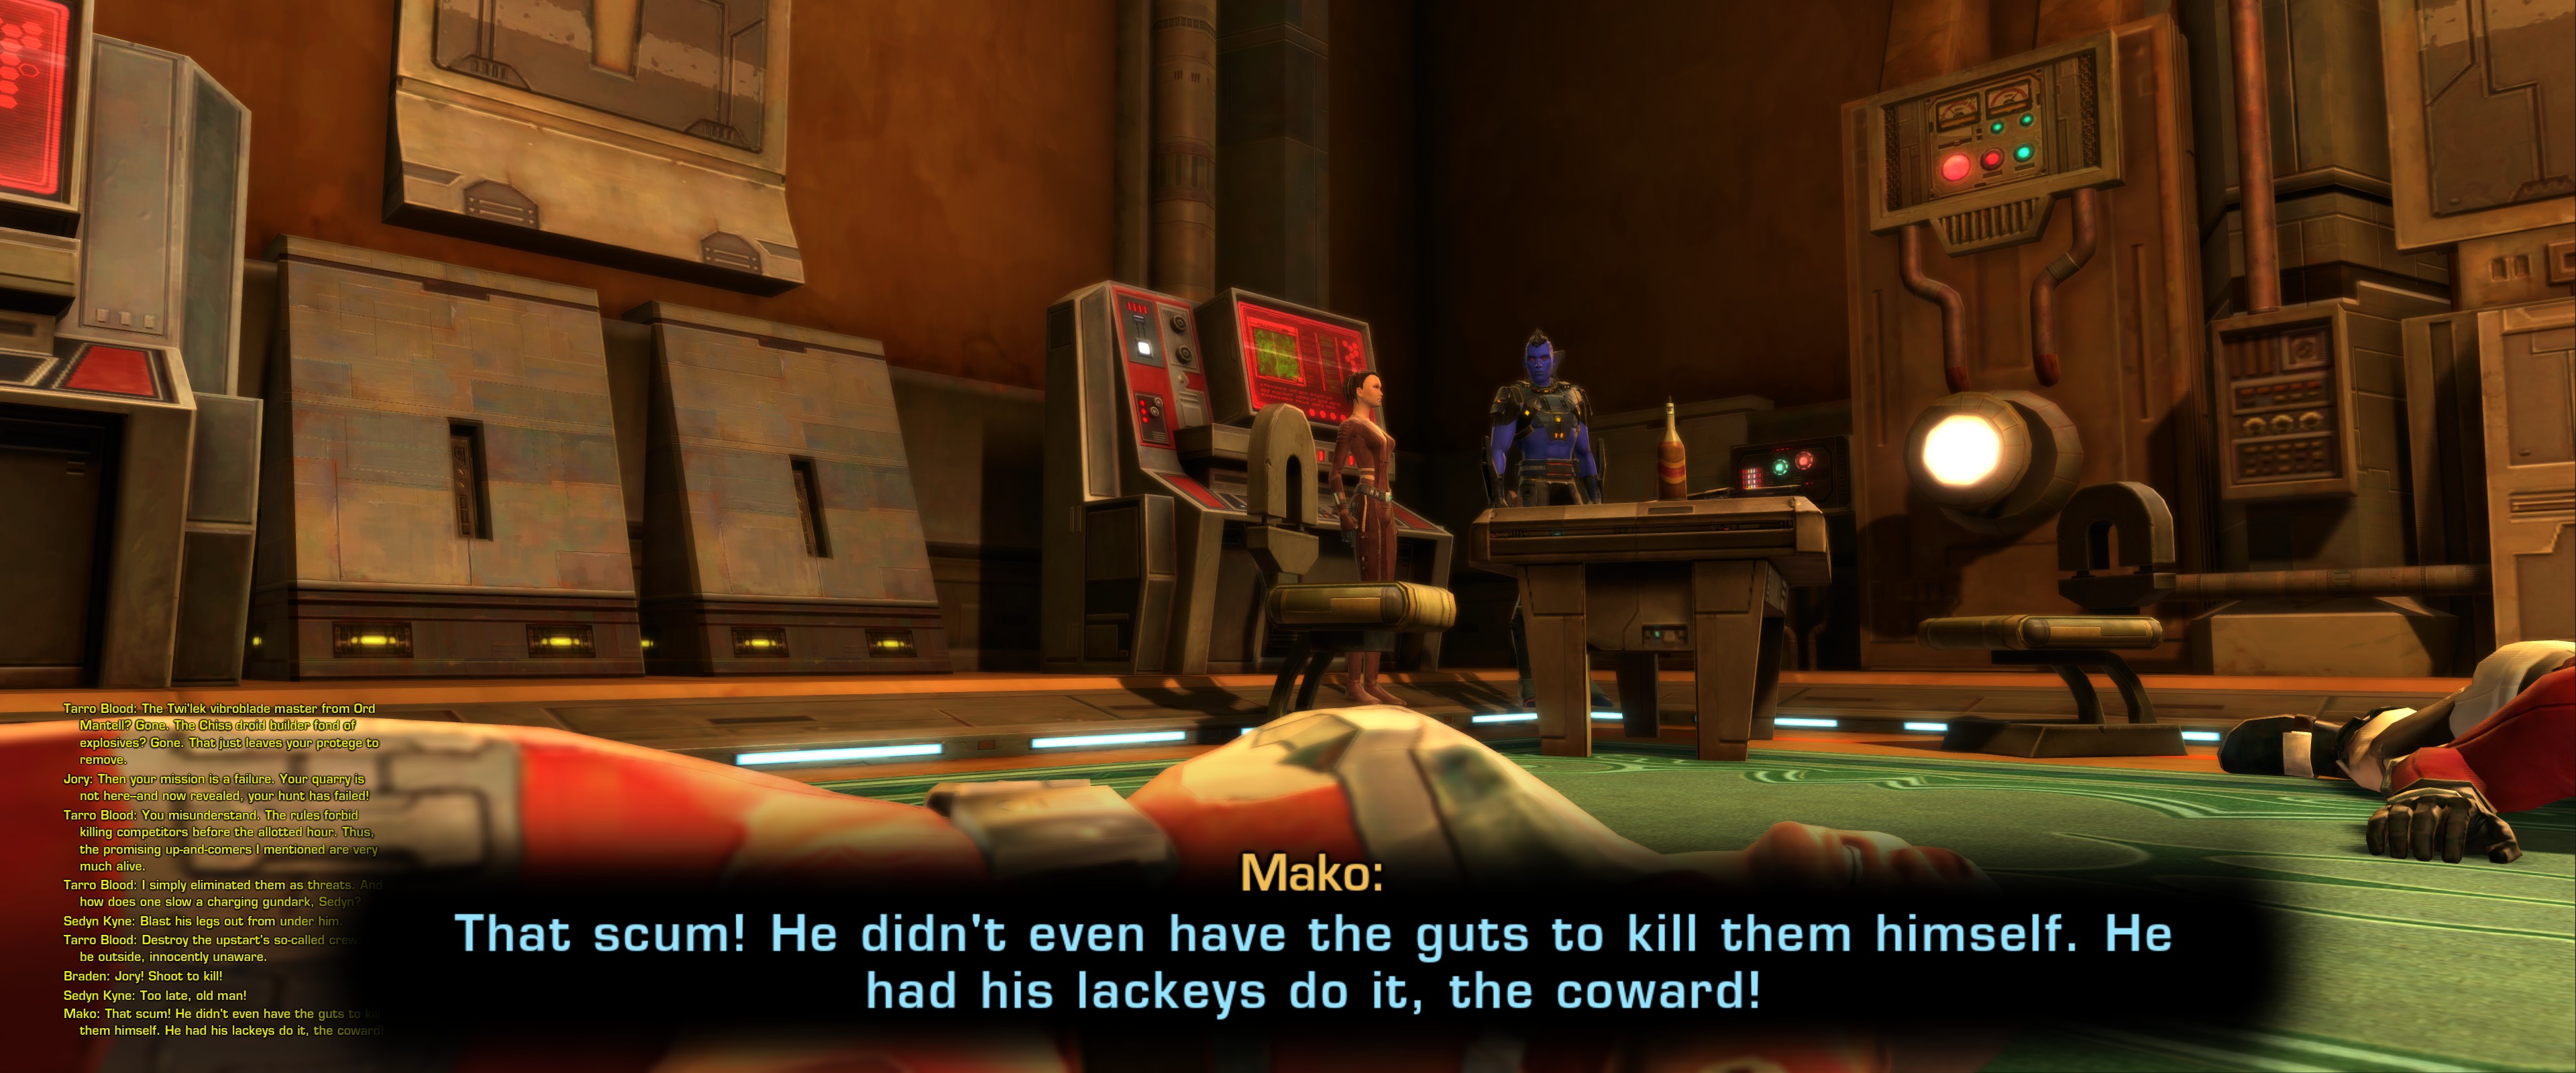 Tarro Blood: The Twi'lek vibroblade master from Ord
Mantell? Gone. The Chiss droid builder fond of
explosives? Gone. That just leaves your protege to
remove.
Jory: Then your mission is a failure. Your quarry is
not here—and now revealed, your hunt has failed!
Tarro Blood: You misunderstand. The rules forbid
killing competitors before the allotted hour. Thus,
the promising up-and-comers I mentioned are very
much alive.
Tarro Blood: I simply eliminated them as threats. And
how does one slow a charging gundark, Sedyn?
Sedyn Kyne: Blast his legs out from under him.
Tarro Blood: Destroy the upstart's so-called crew.
be outside, innocently unaware.
Braden: Jory! Shoot to kill!
Sedyn Kyne: Too late, old man!
Mako: That scum! He didn't even have the guts to kill
them himself. He had his lackeys do it, the coward!
Mako:
That scum! He didn't even have the guts to kill them himself. He
had his lackeys do it, the coward!